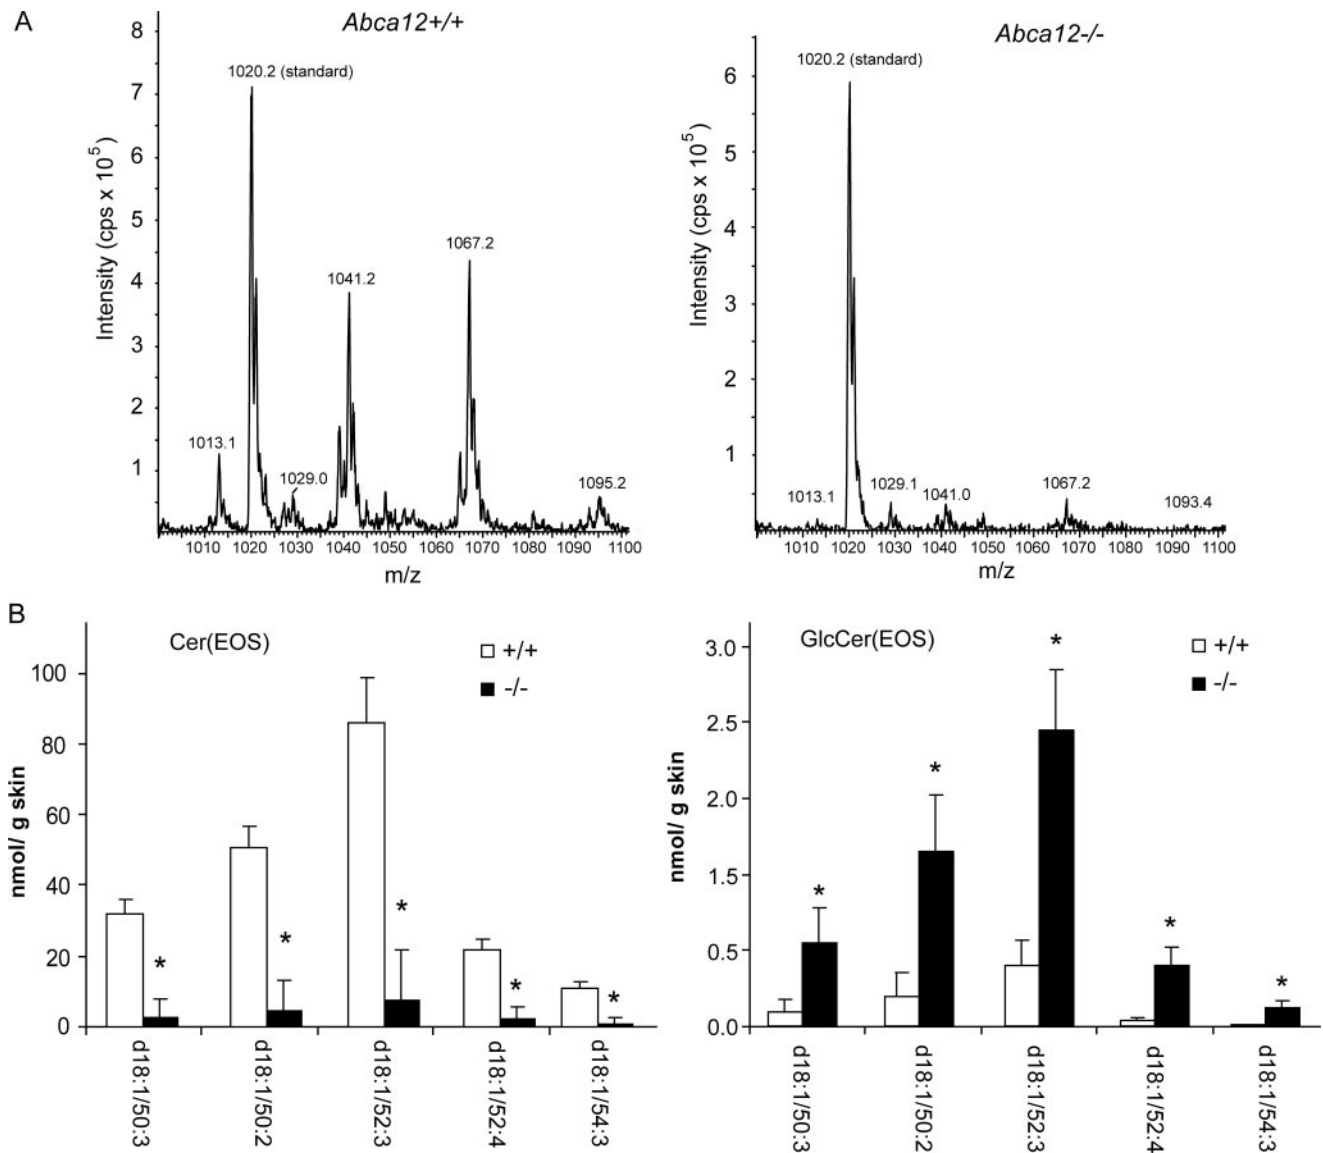 A
Abca12+/+
Abca12-/-
8
7
6
5
4
3
2
1
Intensity (cps x 10⁵)
1020.2 (standard)
1013.1
1029.0
1041.2
1067.2
1095.2
1010 1020 1030 1040 1050 1060 1070 1080 1090 1100
m/z
6
5
4
3
2
1
0
Intensity (cps x 10⁵)
1020.2 (standard)
1013.1
1029.1
1041.0
1067.2
1093.4
1010 1020 1030 1040 1050 1060 1070 1080 1090 1100
m/z
B
Cer(EOS)
+/+
-/-
100
80
60
40
20
0
nmol/ g skin
* * * * *
d18:1/50:3
d18:1/50:2
d18:1/52:3
d18:1/52:4
d18:1/54:3
GlcCer(EOS)
+/+
-/-
3.0
2.5
2.0
1.5
0.5
0.0
nmol/ g skin
* * * * *
d18:1/50:3
d18:1/50:2
d18:1/52:3
d18:1/52:4
d18:1/54:3